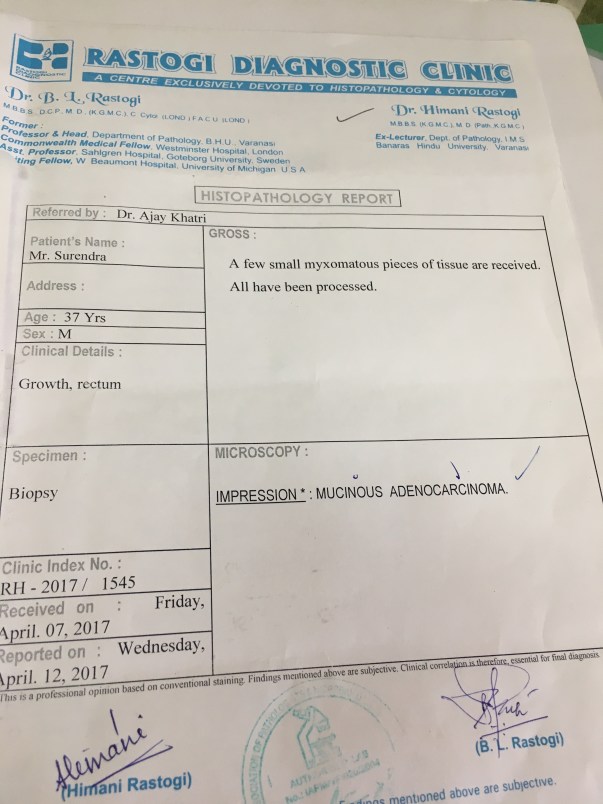 RASTOGI DIAGNOSTIC CLINIC
A CENTRE EXCLUSIVELY DEVOTED TO HISTOPATHOLOGY & CYTOLOGY
Dr. B. L. Rastogi
M.B.B.S. D.C.P., M.D., (K.G.M.C.), C. Cyto (LOND) F.A.C.U. (LOND)
Former :
Professor & Head, Department of Pathology, B.H.U., Varanasi
Commonwealth Medical Fellow, Westminster Hospital, London
Asst. Professor, Sahlgren Hospital, Goteborg University, Sweden
ting Fellow, W Beaumont Hospital, University of Michigan U.S.A
Dr. Himani Rastogi
M.B.B.S. (K.G.M.C.), M.D. (Path. K.G.M.C.)
Ex-Lecturer, Dept. of Pathology, I.M.S
Banaras Hindu University, Varanasi
HISTOPATHOLOGY REPORT
Referred by : Dr. Ajay Khatri
Patient's Name :
Mr. Surendra
Address :
Age : 37 Yrs
Sex : M
Clinical Details :
Growth, rectum
GROSS :
A few small myxomatous pieces of tissue are received.
All have been processed.
Specimen :
Biopsy
MICROSCOPY :
IMPRESSION * : MUCINOUS ADENOCARCINOMA.
Clinic Index No. :
RH - 2017 / 1545
Received on : Friday,
April. 07, 2017
Reported on : Wednesday,
April. 12, 2017
This is a professional opinion based on conventional staining. Findings mentioned above are subjective. Clinical correlation is therefore, essential for final diagnosis.
(Himani Rastogi)
(B. L. Rastogi)
mentioned above are subjective.